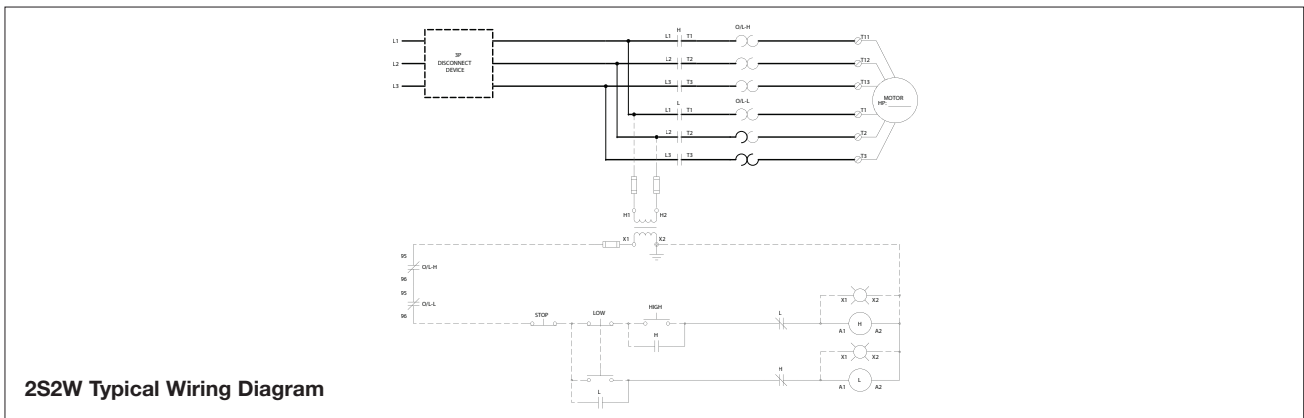 H O/L-H
L1 L1 T1 T11
3P
DISCONNECT
DEVICE
L2 L2 T2 T12
L3 L3 T3 T13
MOTOR
HP: ________
L O/L-L
L1 T1 T1
L2 T2 T2
L3 T3 T3
H1 H2
X1 X2
95
O/L-H
96
95
O/L-L
96
STOP LOW HIGH L
X1 X2
H
A1 A2
H
X1 X2
H
L
A1 A2
L
2S2W Typical Wiring Diagram